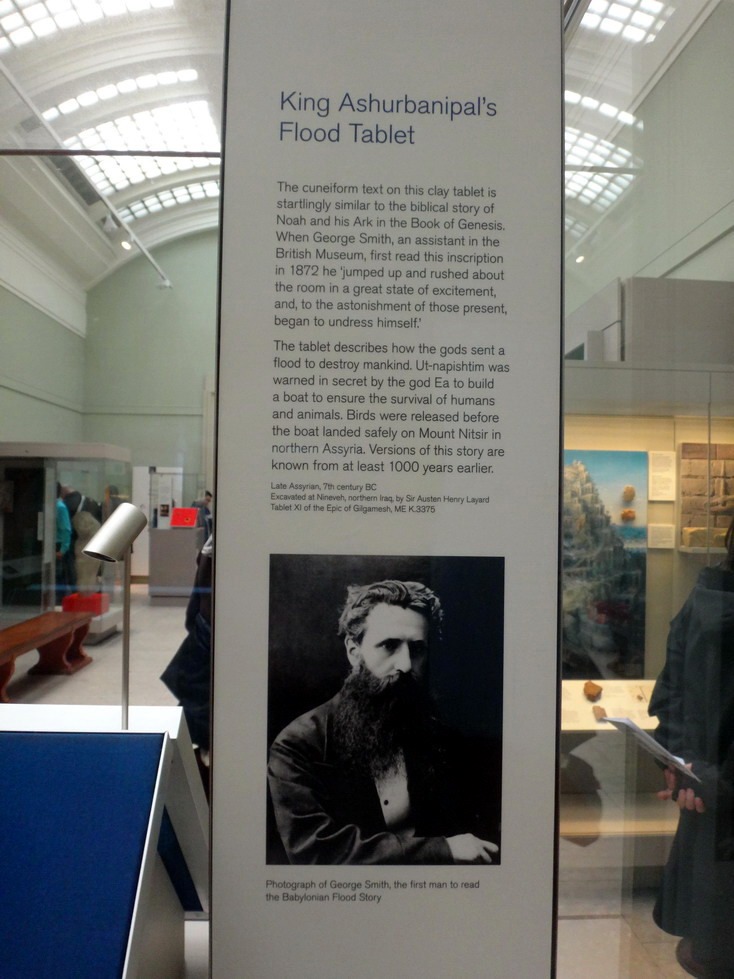 King Ashurbanipal's
Flood Tablet
The cuneiform text on this clay tablet is
startlingly similar to the biblical story of
Noah and his Ark in the Book of Genesis.
When George Smith, an assistant in the
British Museum, first read this inscription
in 1872 he 'jumped up and rushed about
the room in a great state of excitement,
and, to the astonishment of those present,
began to undress himself.'
The tablet describes how the gods sent a
flood to destroy mankind. Ut-napishtim was
warned in secret by the god Ea to build
a boat to ensure the survival of humans
and animals. Birds were released before
the boat landed safely on Mount Nitsir in
northern Assyria. Versions of this story are
known from at least 1000 years earlier.
Late Assyrian, 7th century BC
Excavated at Nineveh, northern Iraq, by Sir Austen Henry Layard
Tablet XI of the Epic of Gilgamesh, ME K.3375
Photograph of George Smith, the first man to read
the Babylonian Flood Story